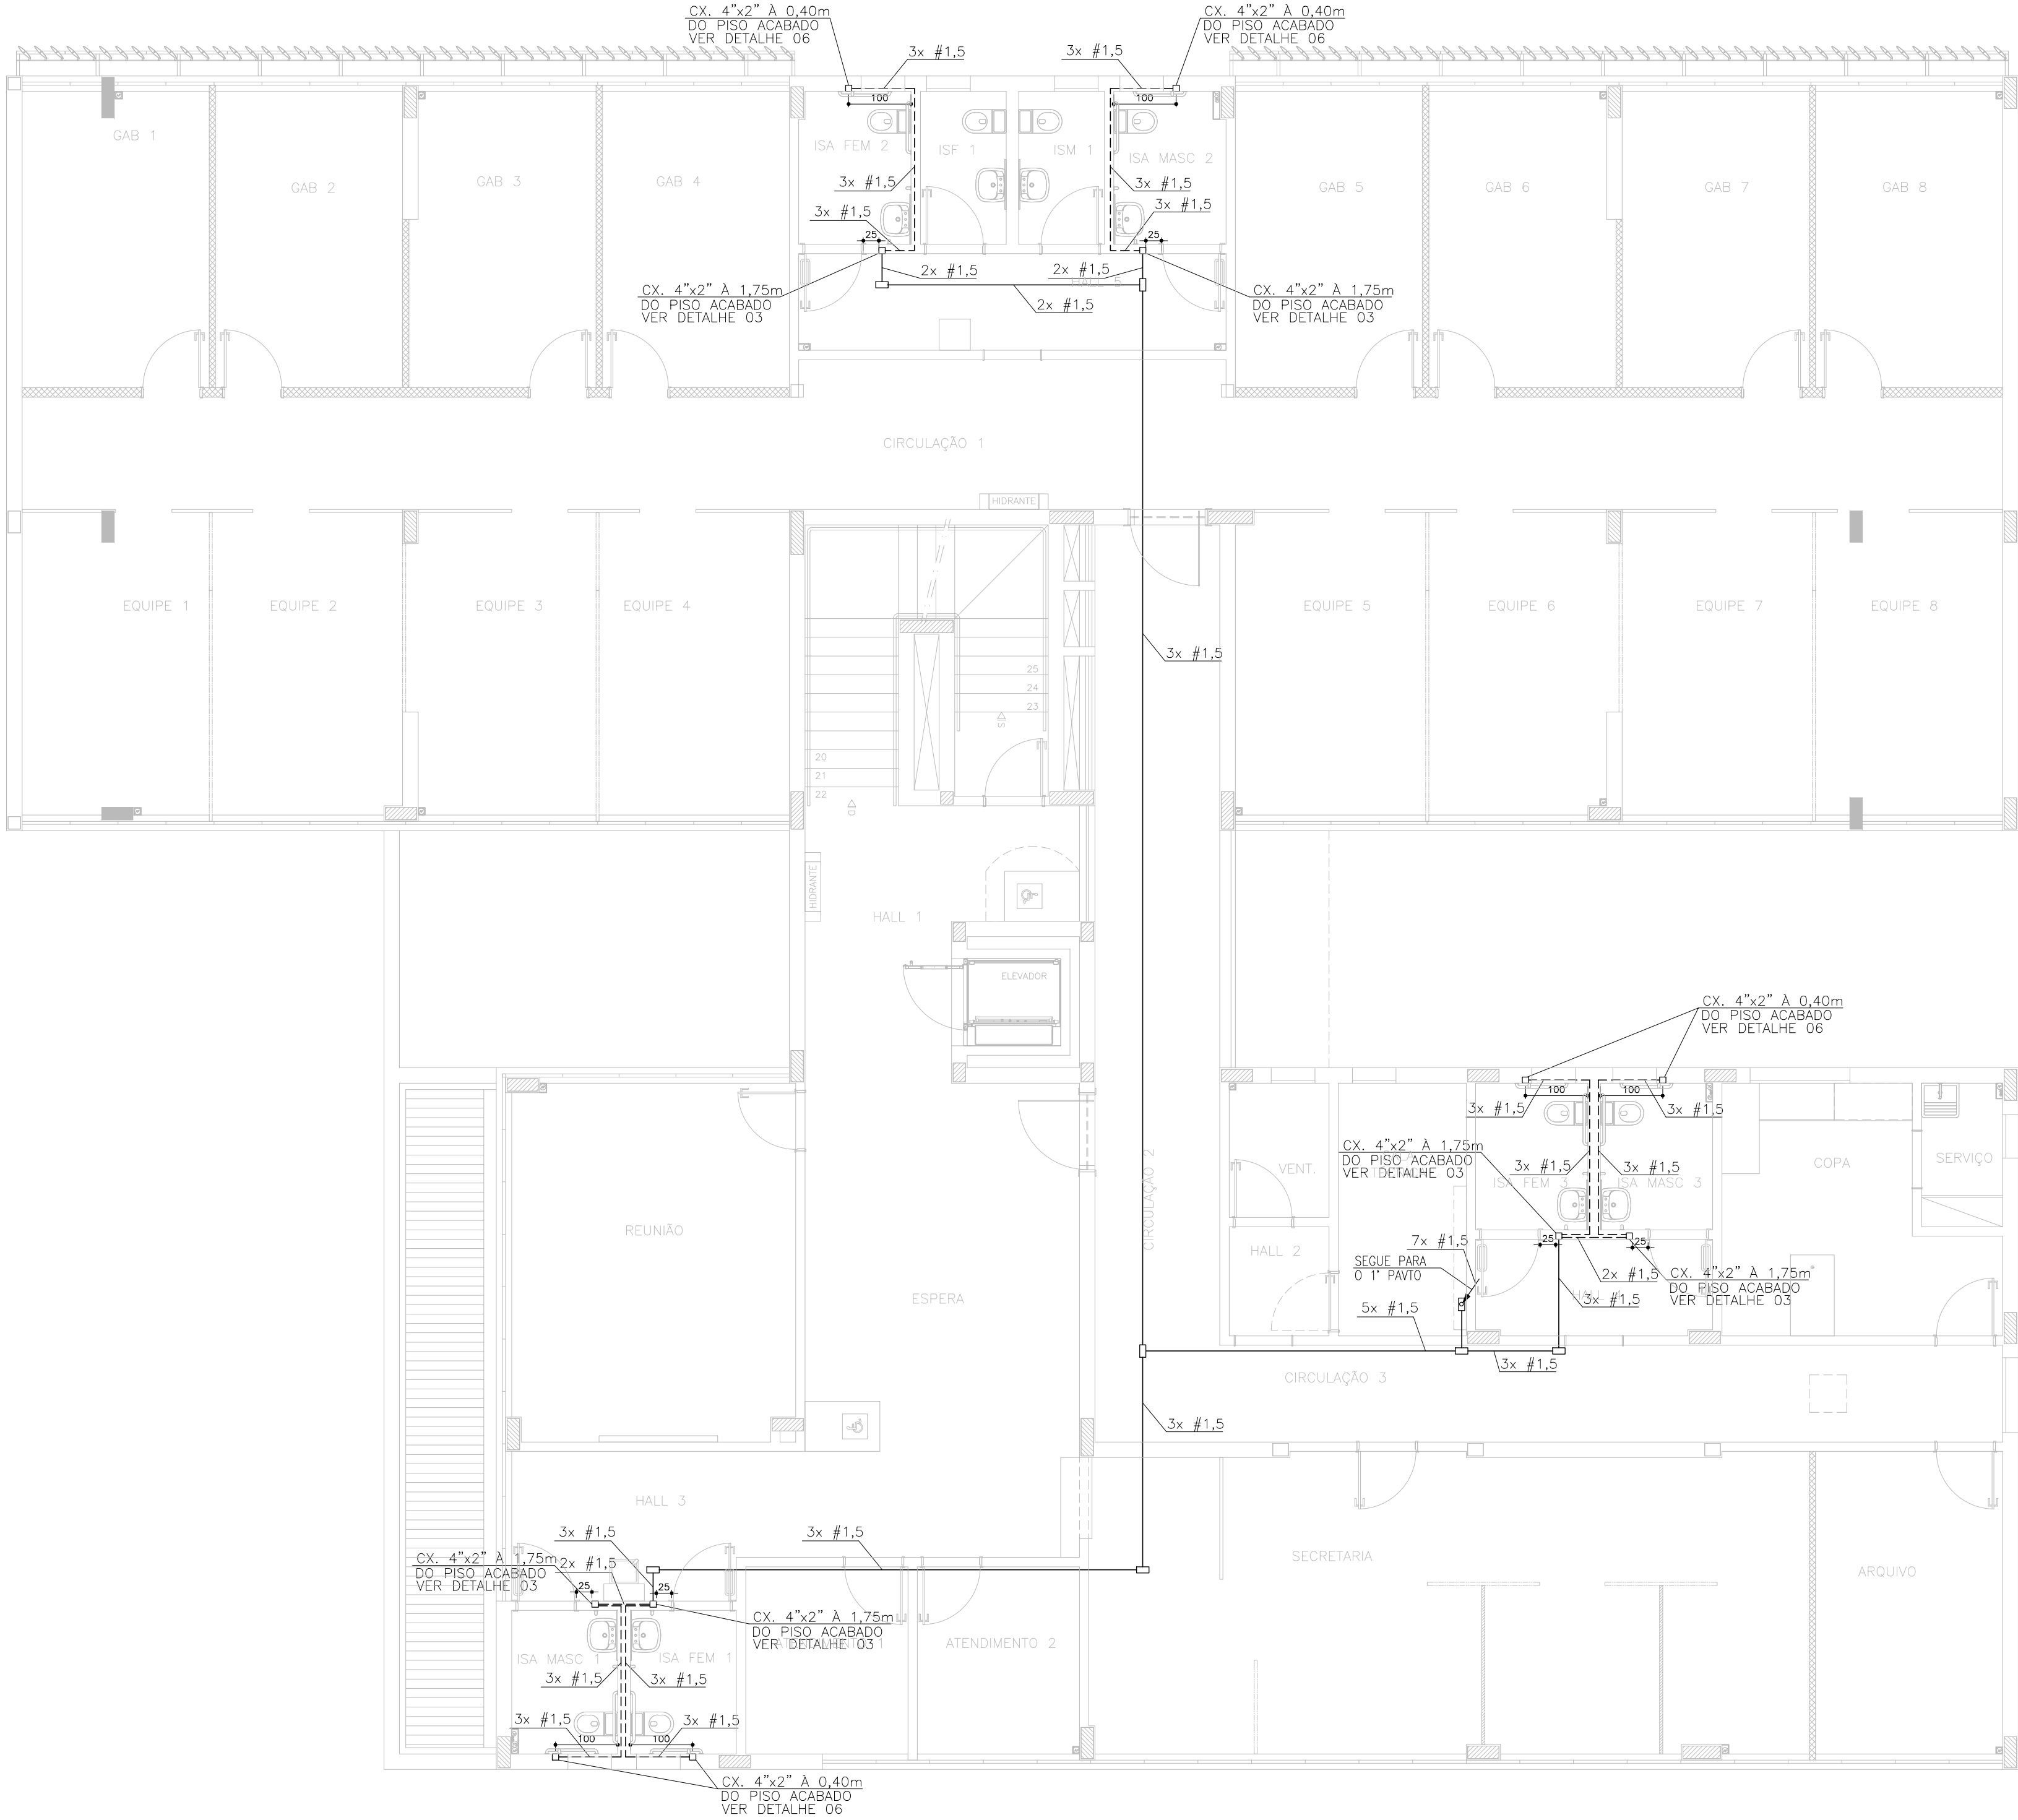 CX. 4"x2" À 0,40m
DO PISO ACABADO
VER DETALHE 06
CX. 4"x2" À 0,40m
DO PISO ACABADO
VER DETALHE 06
3x #1,5
3x #1,5
100
100
GAB 1
GAB 2
GAB 3
GAB 4
ISA FEM 2
ISF 1
ISM 1
ISA MASC 2
GAB 5
GAB 6
GAB 7
GAB 8
3x #1,5
3x #1,5
3x #1,5
3x #1,5
25
25
2x #1,5
2x #1,5
HALL 5
CX. 4"x2" À 1,75m
DO PISO ACABADO
VER DETALHE 03
2x #1,5
CX. 4"x2" À 1,75m
DO PISO ACABADO
VER DETALHE 03
CIRCULAÇÃO 1
HIDRANTE
EQUIPE 1
EQUIPE 2
EQUIPE 3
EQUIPE 4
EQUIPE 5
EQUIPE 6
EQUIPE 7
EQUIPE 8
3x #1,5
25
24
23
S
20
21
22
D
HIDRANTE
HALL 1
ELEVADOR
CX. 4"x2" À 0,40m
DO PISO ACABADO
VER DETALHE 06
100
100
3x #1,5
3x #1,5
CX. 4"x2" À 1,75m
DO PISO ACABADO
VER DETALHE 03
VENT.
3x #1,5
3x #1,5
ISA FEM 3
ISA MASC 3
COPA
SERVIÇO
CIRCULAÇÃO 2
REUNIÃO
HALL 2
7x #1,5
SEGUE PARA
O 1° PAVTO
25
25
2x #1,5
CX. 4"x2" À 1,75m
DO PISO ACABADO
VER DETALHE 03
HALL 4
3x #1,5
ESPERA
5x #1,5
3x #1,5
CIRCULAÇÃO 3
3x #1,5
HALL 3
3x #1,5
3x #1,5
CX. 4"x2" À 1,75m
DO PISO ACABADO
VER DETALHE 03
2x #1,5
25
25
SECRETARIA
ARQUIVO
CX. 4"x2" À 1,75m
DO PISO ACABADO
VER DETALHE 03
ATENDIMENTO 1
ATENDIMENTO 2
ISA MASC 1
ISA FEM 1
3x #1,5
3x #1,5
3x #1,5
3x #1,5
100
100
CX. 4"x2" À 0,40m
DO PISO ACABADO
VER DETALHE 06